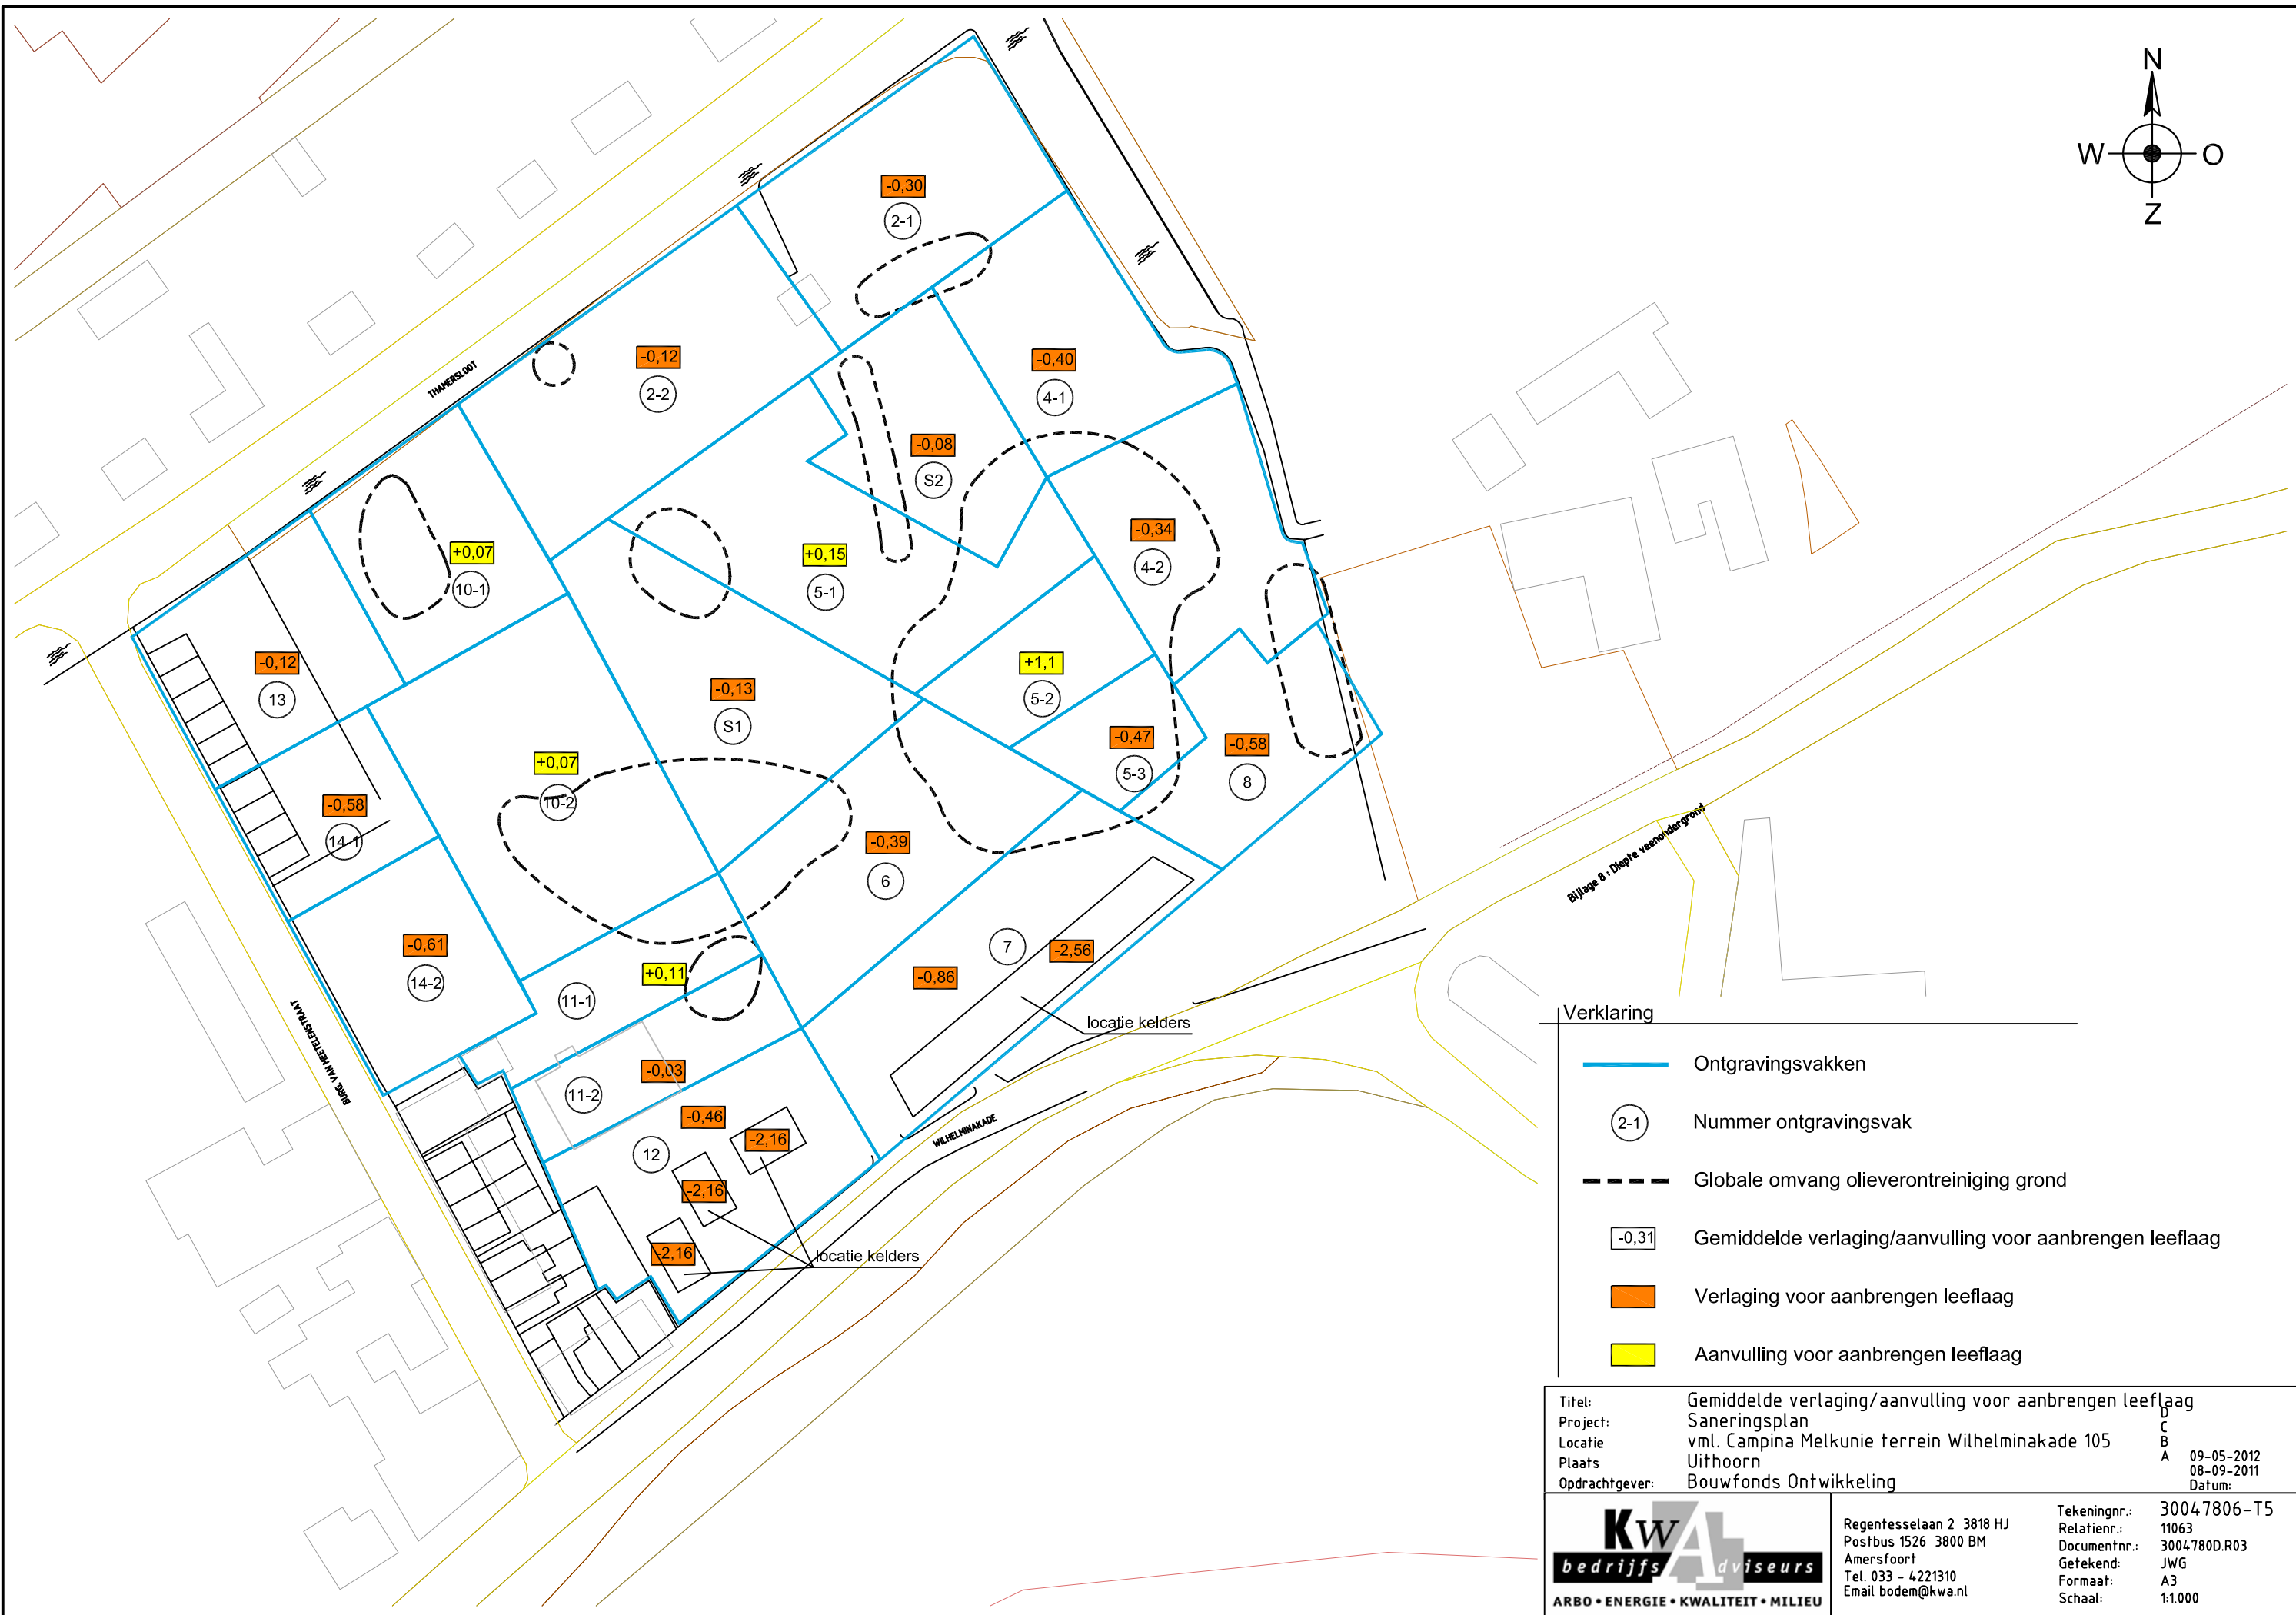 N
W
O
Z
-0,30
2-1
-0,12
2-2
THAMERSLOOT
-0,40
4-1
-0,08
S2
-0,34
4-2
+0,07
10-1
+0,15
5-1
-0,12
13
+1,1
5-2
-0,13
S1
-0,47
5-3
-0,58
8
+0,07
10-2
-0,58
14-1
-0,39
6
Bijlage 8 : Diepte veenondergrond
-0,61
14-2
7
-2,56
-0,86
+0,11
11-1
locatie kelders
BURG. VAN MEETELENSTRAAT
-0,03
11-2
-0,46
-2,16
12
WILHELMINAKADE
-2,16
-2,16
locatie kelders
Verklaring
Ontgravingsvakken
2-1 Nummer ontgravingsvak
Globale omvang olieverontreiniging grond
-0,31 Gemiddelde verlaging/aanvulling voor aanbrengen leeflaag
Verlaging voor aanbrengen leeflaag
Aanvulling voor aanbrengen leeflaag
Titel: Gemiddelde verlaging/aanvulling voor aanbrengen leeflaag
Project: Saneringsplan
Locatie vml. Campina Melkunie terrein Wilhelminakade 105
Plaats Uithoorn
Opdrachtgever: Bouwfonds Ontwikkeling
D
C
B
A 09-05-2012
08-09-2011
Datum:
KWA
bedrijfs Adviseurs
ARBO • ENERGIE • KWALITEIT • MILIEU
Regentesselaan 2 3818 HJ
Postbus 1526 3800 BM
Amersfoort
Tel. 033 - 4221310
Email bodem@kwa.nl
Tekeningnr.: 30047806-T5
Relatienr.: 11063
Documentnr.: 3004780D.R03
Getekend: JWG
Formaat: A3
Schaal: 1:1.000